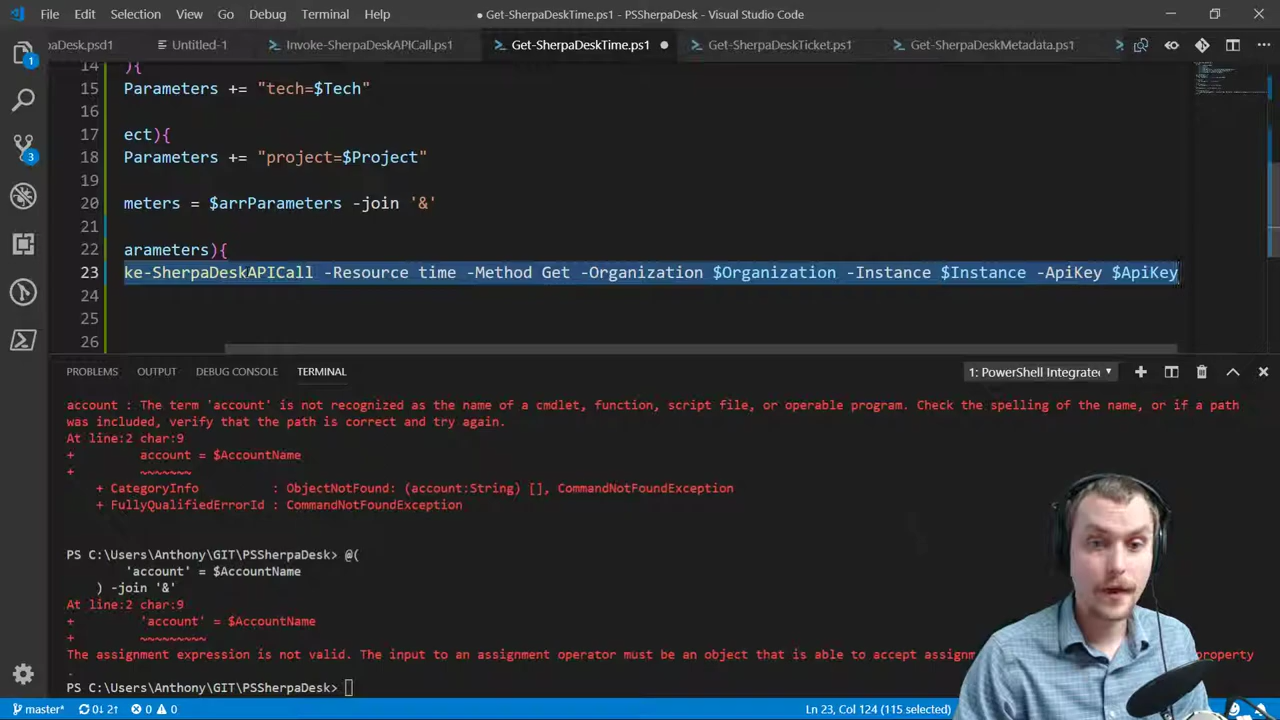 File Edit Selection View Go Debug Terminal Help
● Get-SherpaDeskTime.ps1 - PSSherpaDesk - Visual Studio Code
paDesk.psd1 Untitled-1 Invoke-SherpaDeskAPICall.ps1 Get-SherpaDeskTime.ps1 Get-SherpaDeskTicket.ps1 Get-SherpaDeskMetadata.ps1
14 ){
15 Parameters += "tech=$Tech"
16
17 ect){
18 Parameters += "project=$Project"
19
20 meters = $arrParameters -join '&'
21
22 arameters){
23 ke-SherpaDeskAPICall -Resource time -Method Get -Organization $Organization -Instance $Instance -ApiKey $ApiKey
24
25
26
1
3
PROBLEMS OUTPUT DEBUG CONSOLE TERMINAL
1: PowerShell Integrated
account : The term 'account' is not recognized as the name of a cmdlet, function, script file, or operable program. Check the spelling of the name, or if a path
was included, verify that the path is correct and try again.
At line:2 char:9
+ account = $AccountName
+ ~~~~~~~
+ CategoryInfo : ObjectNotFound: (account:String) [], CommandNotFoundException
+ FullyQualifiedErrorId : CommandNotFoundException
PS C:\Users\Anthony\GIT\PSSherpaDesk> @(
'account' = $AccountName
) -join '&'
At line:2 char:9
+ 'account' = $AccountName
+ ~~~~~~~~~
The assignment expression is not valid. The input to an assignment operator must be an object that is able to accept assignm property
.
PS C:\Users\Anthony\GIT\PSSherpaDesk>
master* 0↓ 2↑ 0 0 Ln 23, Col 124 (115 selected)